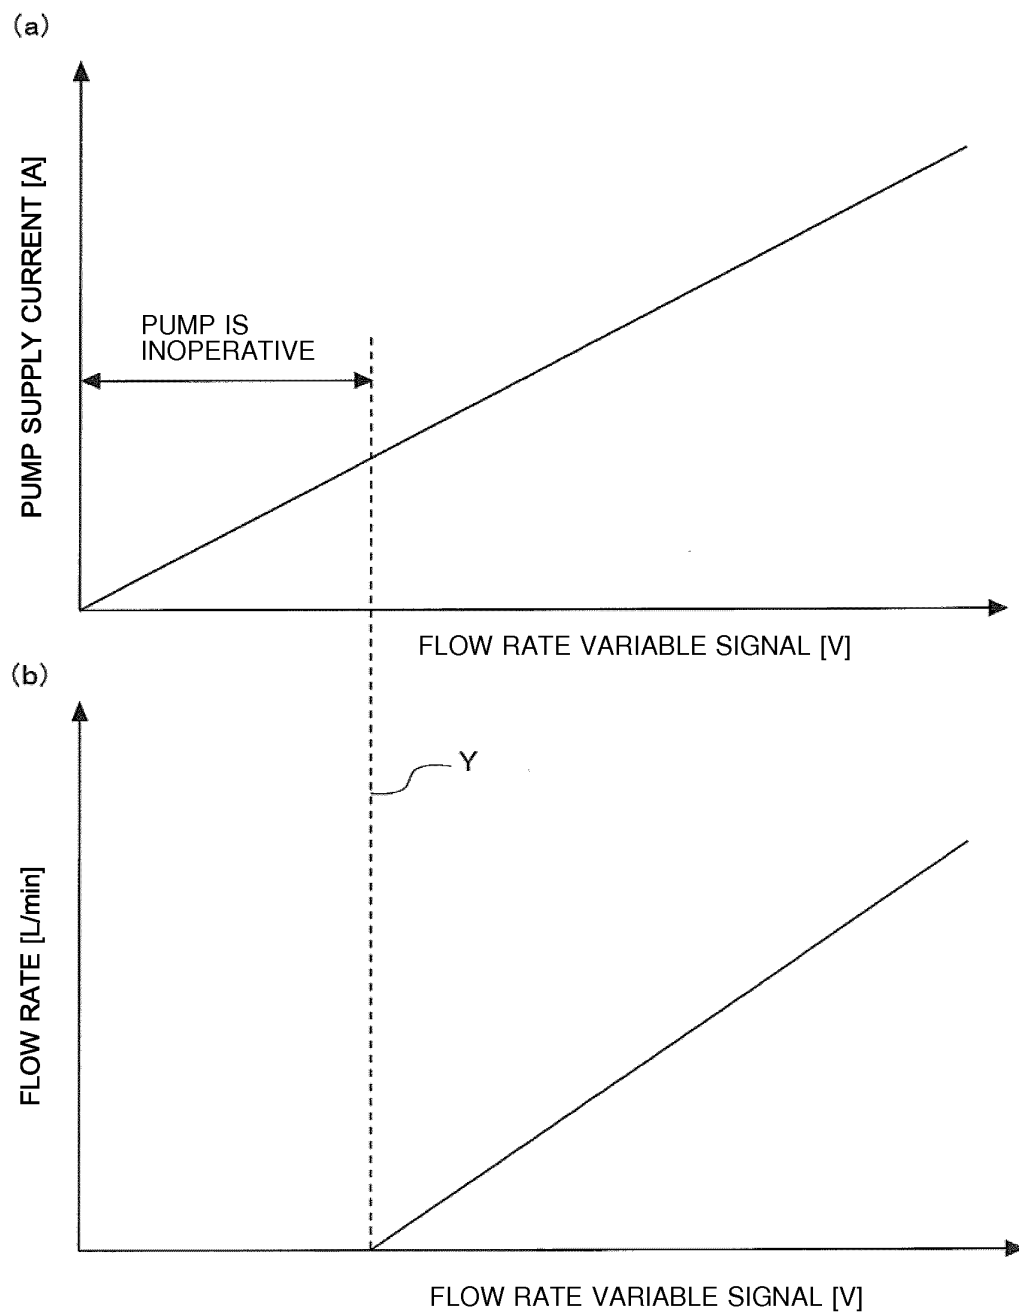 (a)
PUMP SUPPLY CURRENT [A]
PUMP IS
INOPERATIVE
FLOW RATE VARIABLE SIGNAL [V]
(b)
Y
FLOW RATE [L/min]
FLOW RATE VARIABLE SIGNAL [V]